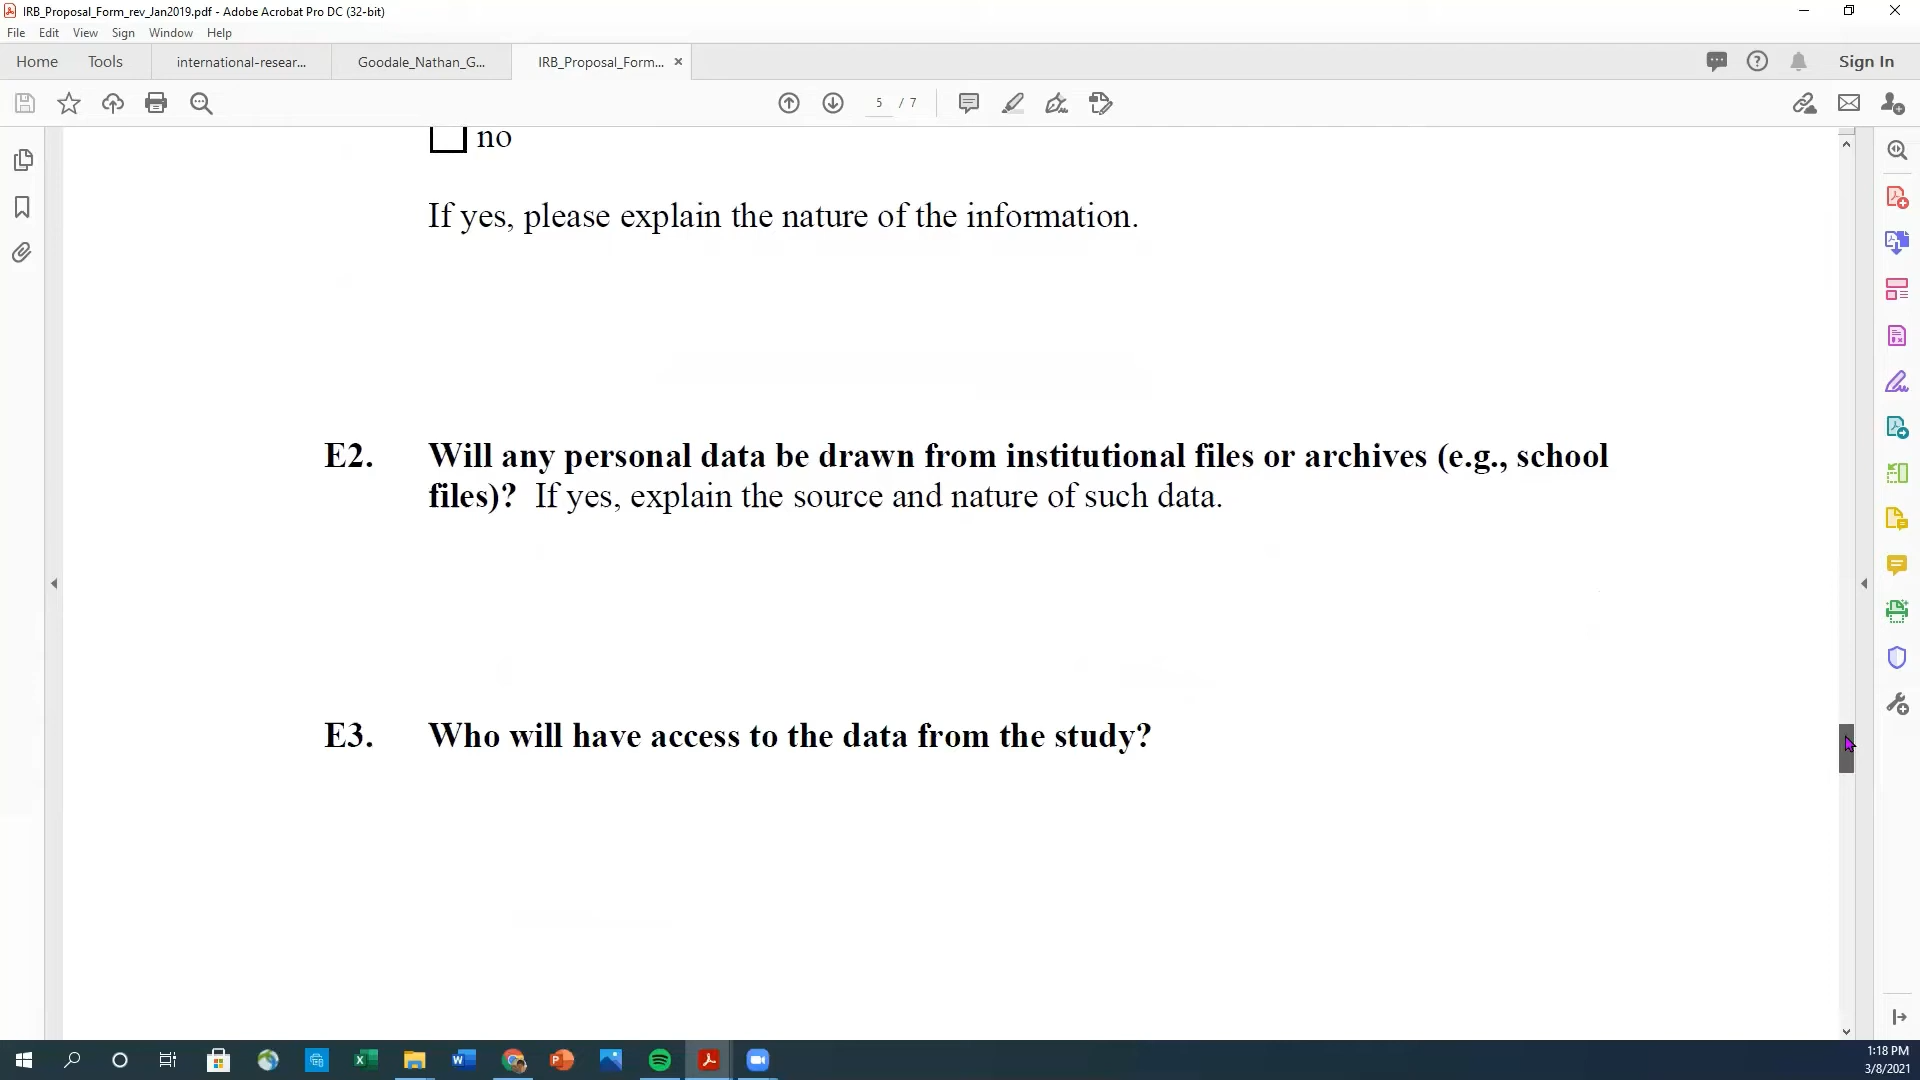 IRB_Proposal_Form_rev_Jan2019.pdf - Adobe Acrobat Pro DC (32-bit)
File Edit View Sign Window Help
Home Tools international-resear... Goodale_Nathan_G... IRB_Proposal_Form... × Sign In
5 / 7
no
If yes, please explain the nature of the information.
E2. Will any personal data be drawn from institutional files or archives (e.g., school
files)? If yes, explain the source and nature of such data.
E3. Who will have access to the data from the study?
1:18 PM
3/8/2021